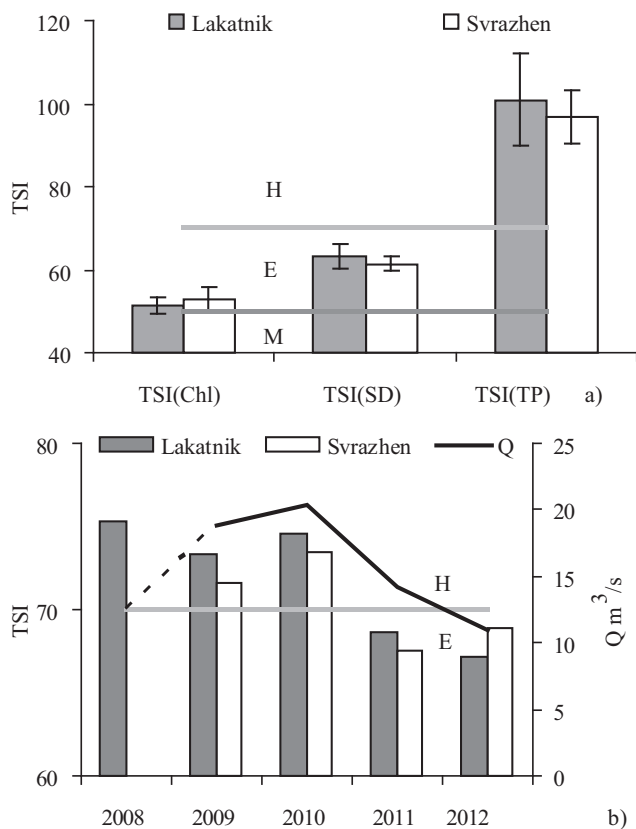 120
Lakatnik
Svrazhen
100
80
60
40
TSI
H
E
M
TSI(Chl)
TSI(SD)
TSI(TP)
a)
80
Lakatnik
Svrazhen
Q
25
20
15
10
5
0
70
60
TSI
H
E
Q m³/s
2008
2009
2010
2011
2012
b)